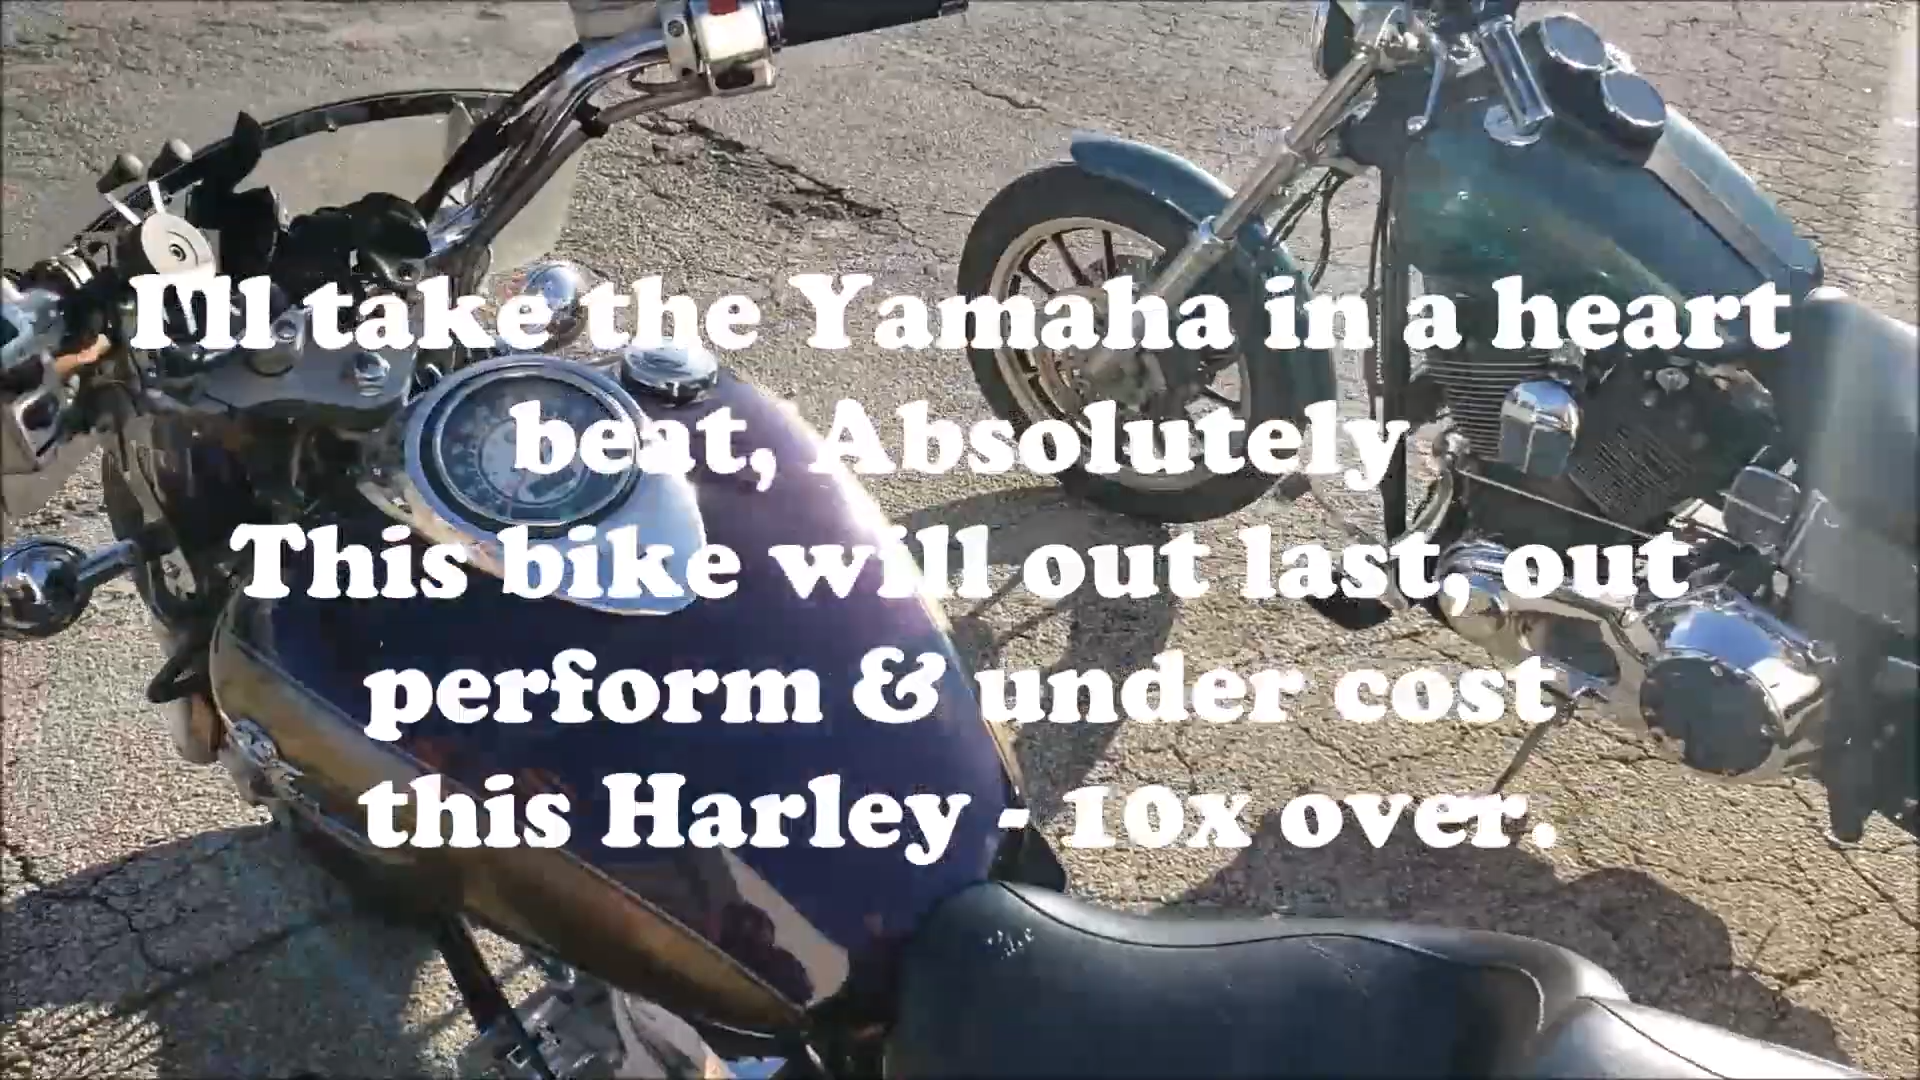 I'll take the Yamaha in a heart
beat, Absolutely
This bike will out last, out
perform & under cost
this Harley - 10x over.